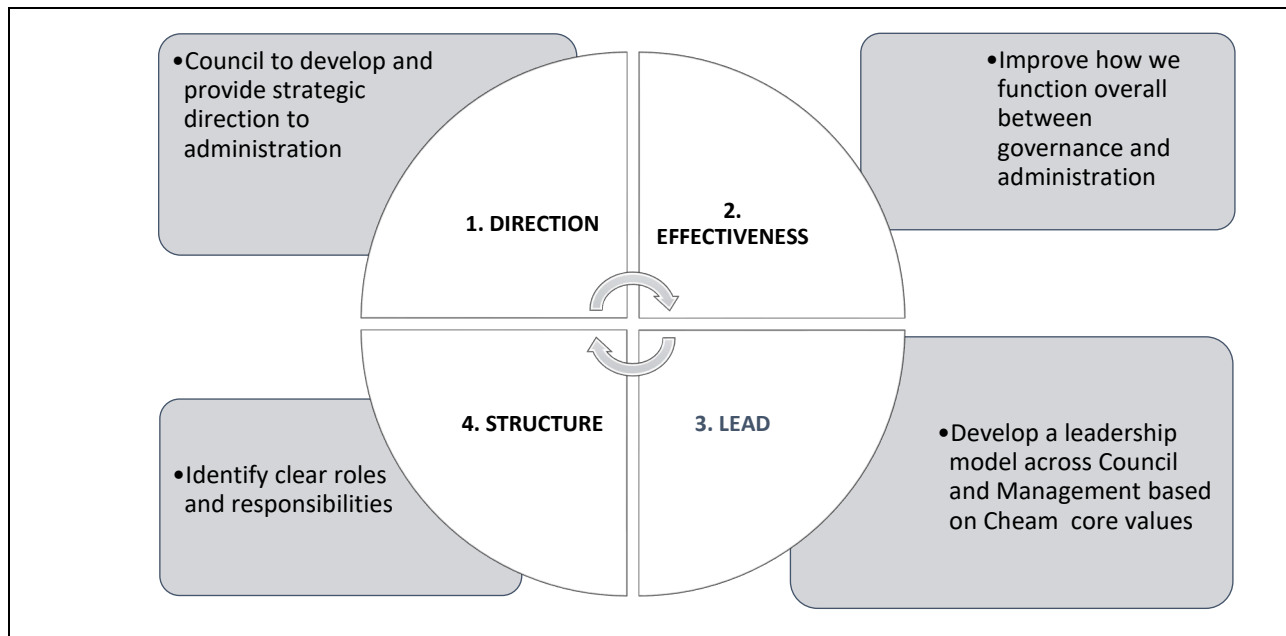 •Council to develop and
provide strategic
direction to
administration
•Improve how we
function overall
between
governance and
administration
1. DIRECTION
2.
EFFECTIVENESS
4. STRUCTURE
3. LEAD
•Identify clear roles
and responsibilities
•Develop a leadership
model across Council
and Management based
on Cheam  core values